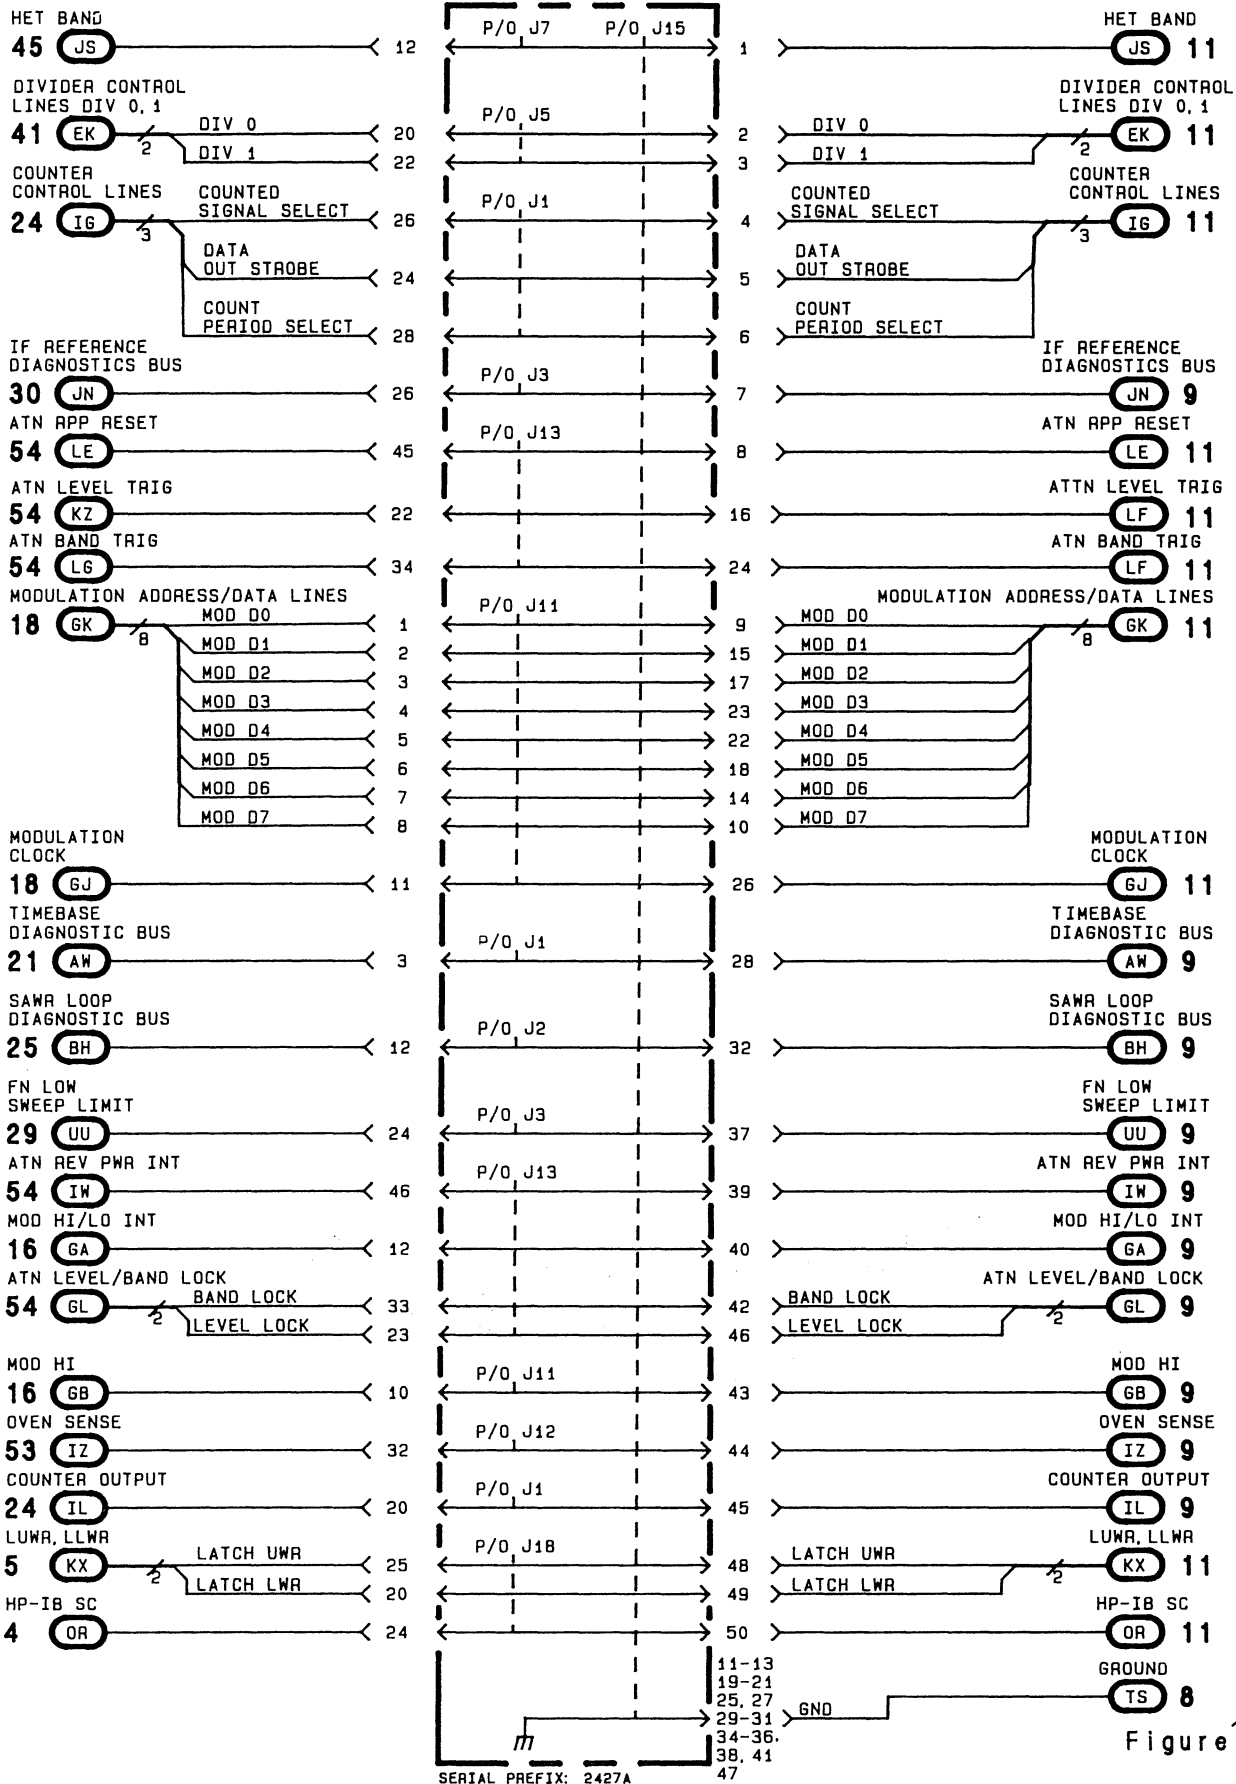 HET BAND
45 JS 12 P/O J7 P/O J15 1 HET BAND
JS 11
DIVIDER CONTROL
LINES DIV 0,1
41 EK 2 DIV 0 20 P/O J5 2 DIV 0
DIV 1 22 3 DIV 1
DIVIDER CONTROL
LINES DIV 0,1
2 EK 11
COUNTER
CONTROL LINES
24 IG 3
COUNTED
SIGNAL SELECT 26 P/O J1 4
COUNTED
SIGNAL SELECT
DATA
OUT STROBE 24 5
DATA
OUT STROBE
COUNT
PERIOD SELECT 28 6
COUNT
PERIOD SELECT
COUNTER
CONTROL LINES
3 IG 11
IF REFERENCE
DIAGNOSTICS BUS
30 JN 26 P/O J3 7
IF REFERENCE
DIAGNOSTICS BUS
JN 9
ATN RPP RESET
54 LE 45 P/O J13 8
ATN RPP RESET
LE 11
ATN LEVEL TRIG
54 KZ 22 16
ATTN LEVEL TRIG
LF 11
ATN BAND TRIG
54 LG 34 24
ATN BAND TRIG
LF 11
MODULATION ADDRESS/DATA LINES
18 GK 8
P/O J11
MODULATION ADDRESS/DATA LINES
8 GK 11
MOD D0 1 9 MOD D0
MOD D1 2 15 MOD D1
MOD D2 3 17 MOD D2
MOD D3 4 23 MOD D3
MOD D4 5 22 MOD D4
MOD D5 6 18 MOD D5
MOD D6 7 14 MOD D6
MOD D7 8 10 MOD D7
MODULATION
CLOCK
18 GJ 11 26
MODULATION
CLOCK
GJ 11
TIMEBASE
DIAGNOSTIC BUS
21 AW 3 P/O J1 28
TIMEBASE
DIAGNOSTIC BUS
AW 9
SAWR LOOP
DIAGNOSTIC BUS
25 BH 12 P/O J2 32
SAWR LOOP
DIAGNOSTIC BUS
BH 9
FN LOW
SWEEP LIMIT
29 UU 24 P/O J3 37
FN LOW
SWEEP LIMIT
UU 9
ATN REV PWR INT
54 IW 46 P/O J13 39
ATN REV PWR INT
IW 9
MOD HI/LO INT
16 GA 12 40
MOD HI/LO INT
GA 9
ATN LEVEL/BAND LOCK
54 GL 2
BAND LOCK 33 42 BAND LOCK
LEVEL LOCK 23 46 LEVEL LOCK
ATN LEVEL/BAND LOCK
2 GL 9
MOD HI
16 GB 10 P/O J11 43
MOD HI
GB 9
OVEN SENSE
53 IZ 32 P/O J12 44
OVEN SENSE
IZ 9
COUNTER OUTPUT
24 IL 20 P/O J1 45
COUNTER OUTPUT
IL 9
LUWR, LLWR
5 KX 2
LATCH UWR 25 P/O J18 48 LATCH UWR
LATCH LWR 20 49 LATCH LWR
LUWR, LLWR
2 KX 11
HP-IB SC
4 OR 24 50
HP-IB SC
OR 11
11-13
19-21
25, 27
29-31
34-36.
38, 41
47
GND
GROUND
TS 8
Figure
SERIAL PREFIX: 2427A